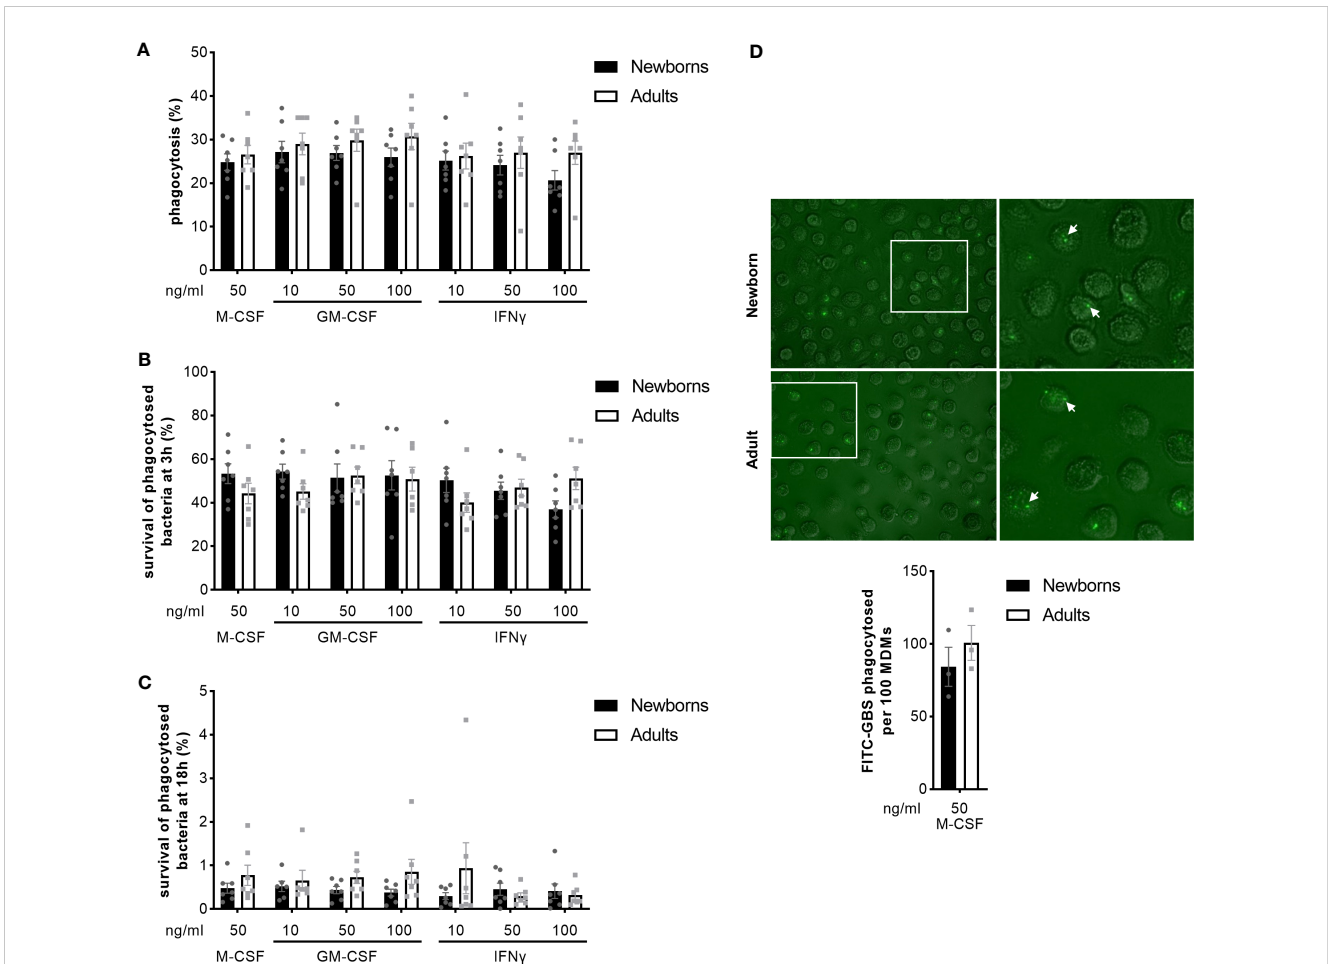 A
50
40
30
20
10
0
phagocytosis (%)
Newborns
Adults
ng/ml 50 10 50 100 10 50 100
M-CSF GM-CSF IFNγ
B
100
80
60
40
20
0
survival of phagocytosed
bacteria at 3h (%)
Newborns
Adults
ng/ml 50 10 50 100 10 50 100
M-CSF GM-CSF IFNγ
C
5
4
3
2
1
0
survival of phagocytosed
bacteria at 18h (%)
Newborns
Adults
ng/ml 50 10 50 100 10 50 100
M-CSF GM-CSF IFNγ
D
Newborn
Adult
150
100
50
0
FITC-GBS phagocytosed
per 100 MDMs
Newborns
Adults
ng/ml 50
M-CSF